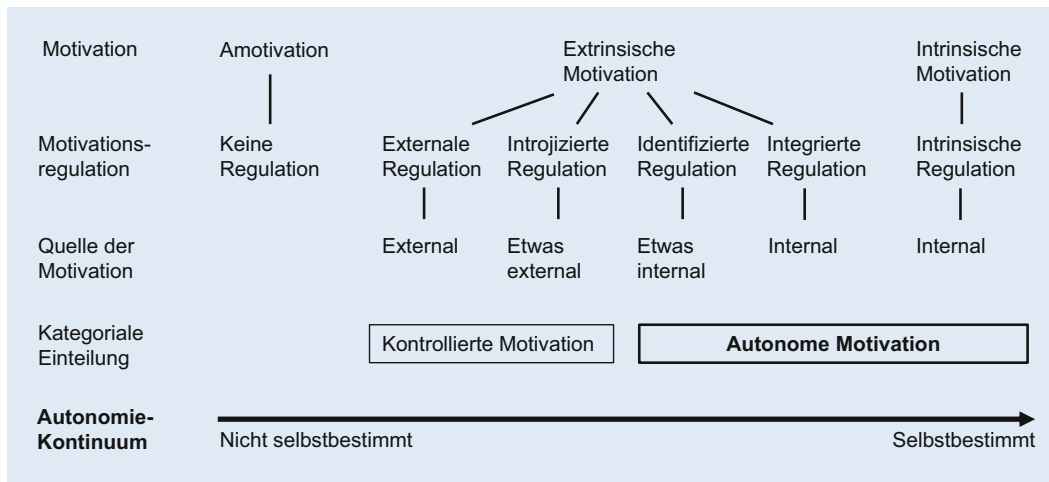 Motivation
Amotivation
Extrinsische
Motivation
Intrinsische
Motivation
Motivations-
regulation
Keine
Regulation
Externale
Regulation
Introjizierte
Regulation
Identifizierte
Regulation
Integrierte
Regulation
Intrinsische
Regulation
Quelle der
Motivation
External
Etwas
external
Etwas
internal
Internal
Internal
Kategoriale
Einteilung
Kontrollierte Motivation
Autonome Motivation
Autonomie-
Kontinuum
Nicht selbstbestimmt
Selbstbestimmt